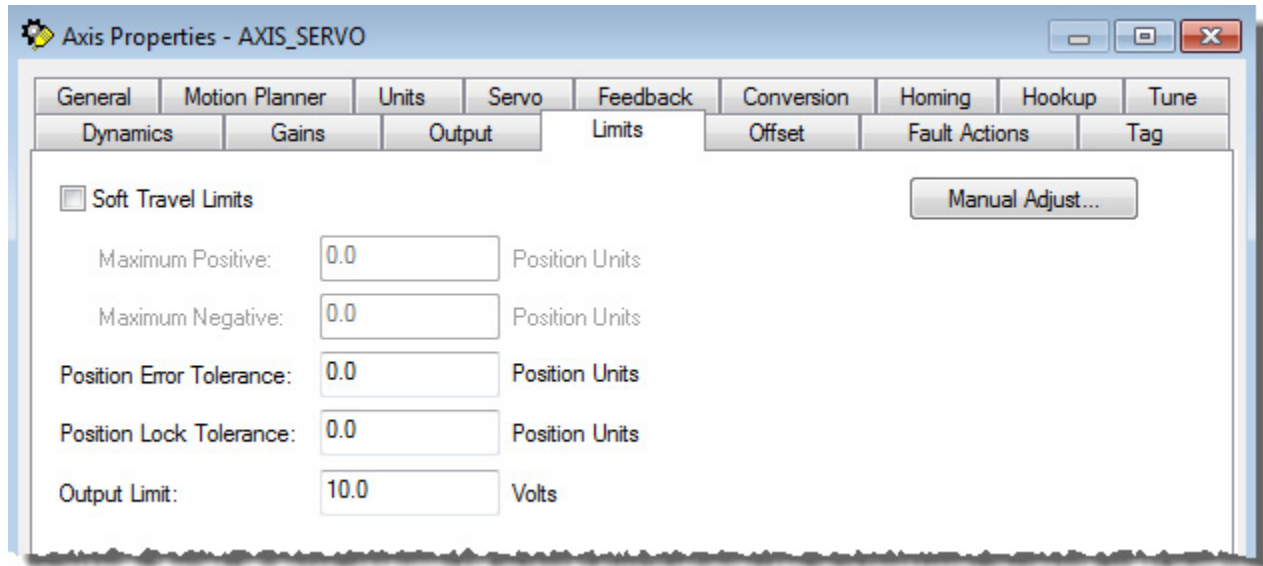 Axis Properties - AXIS_SERVO
General Motion Planner Units Servo Feedback Conversion Homing Hookup Tune
Dynamics Gains Output Limits Offset Fault Actions Tag
Soft Travel Limits Manual Adjust...
Maximum Positive: 0.0 Position Units
Maximum Negative: 0.0 Position Units
Position Error Tolerance: 0.0 Position Units
Position Lock Tolerance: 0.0 Position Units
Output Limit: 10.0 Volts